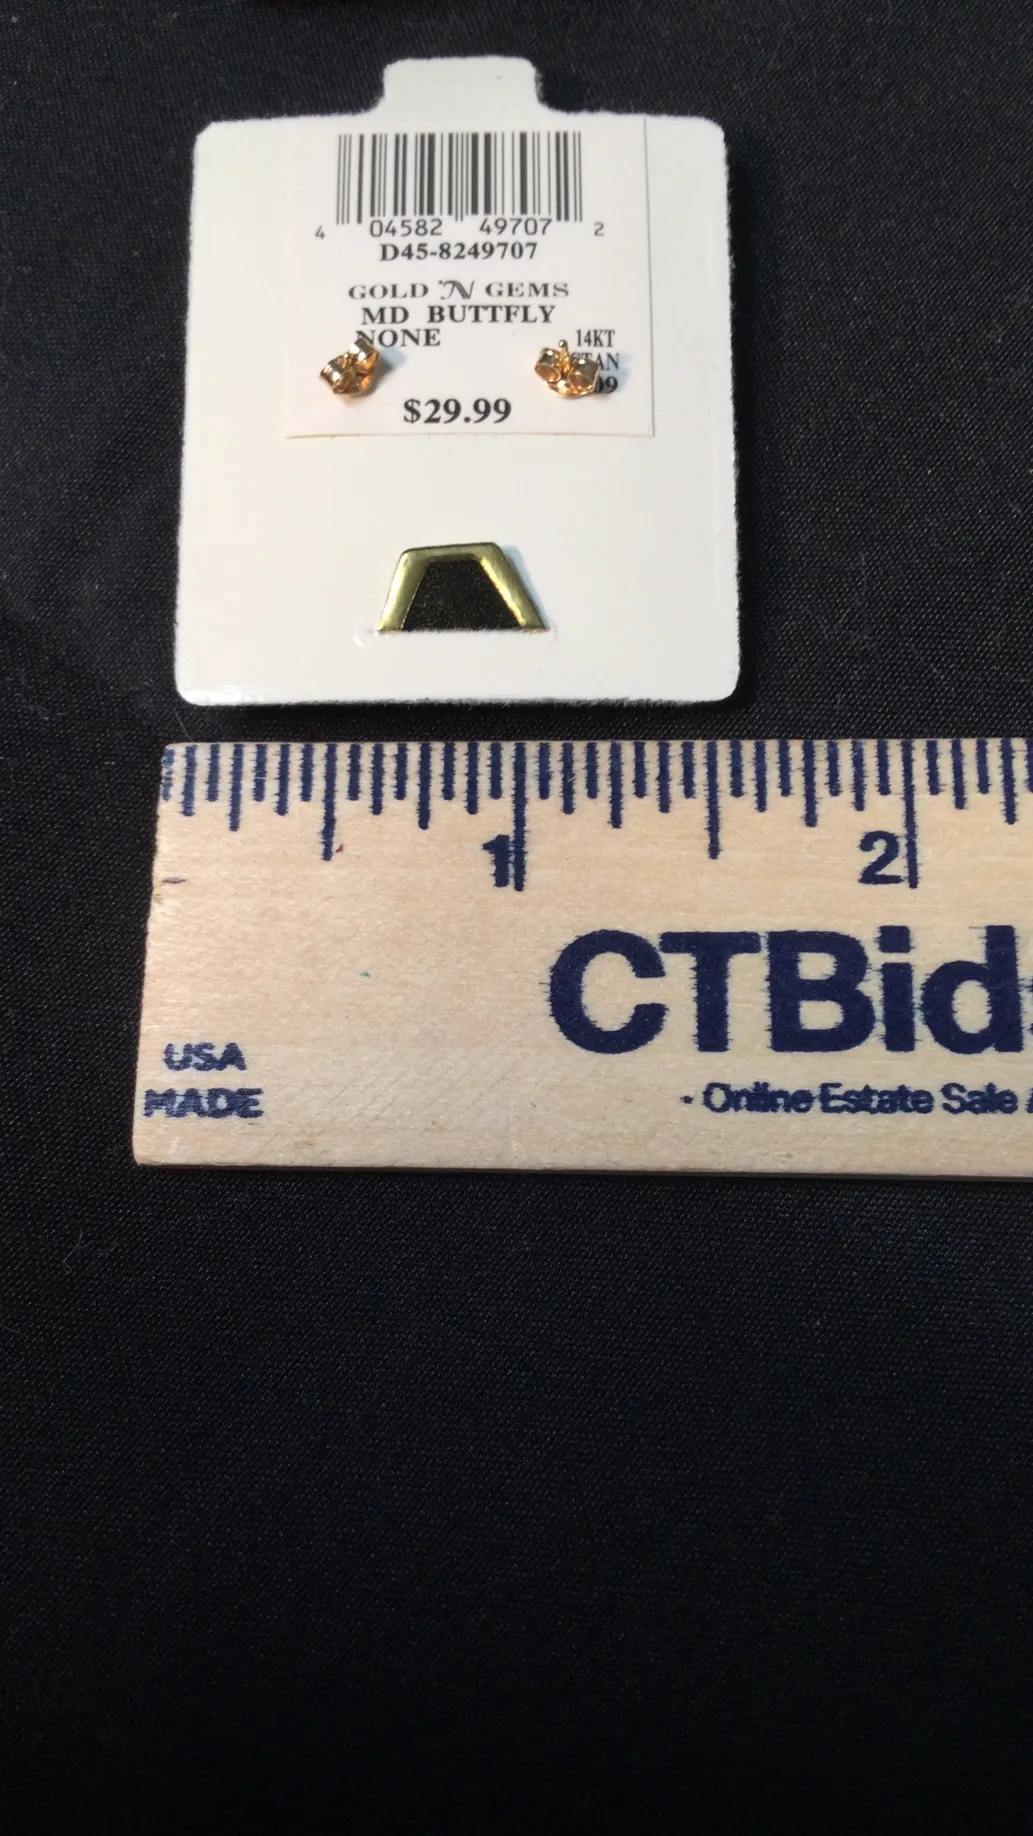 4 04582 49707 2
D45-8249707
GOLD 'N GEMS
MD BUTTFLY
NONE 14KT
$29.99
1 2
CTBid
USA
MADE
- Online Estate Sale